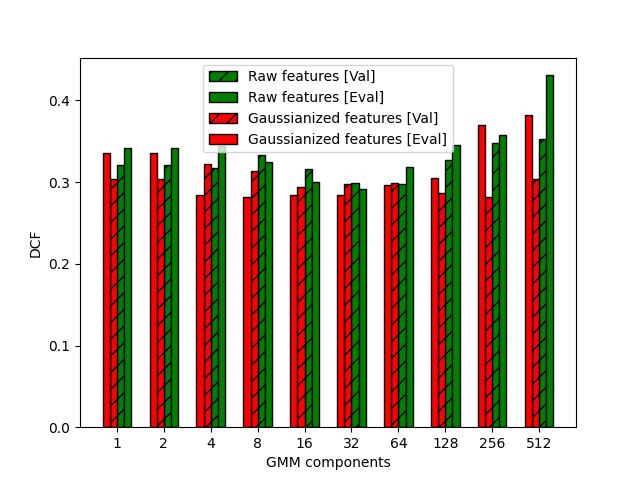 Raw features [Val]
Raw features [Eval]
Gaussianized features [Val]
Gaussianized features [Eval]
DCF
0.4
0.3
0.2
0.1
0.0
1 2 4 8 16 32 64 128 256 512
GMM components